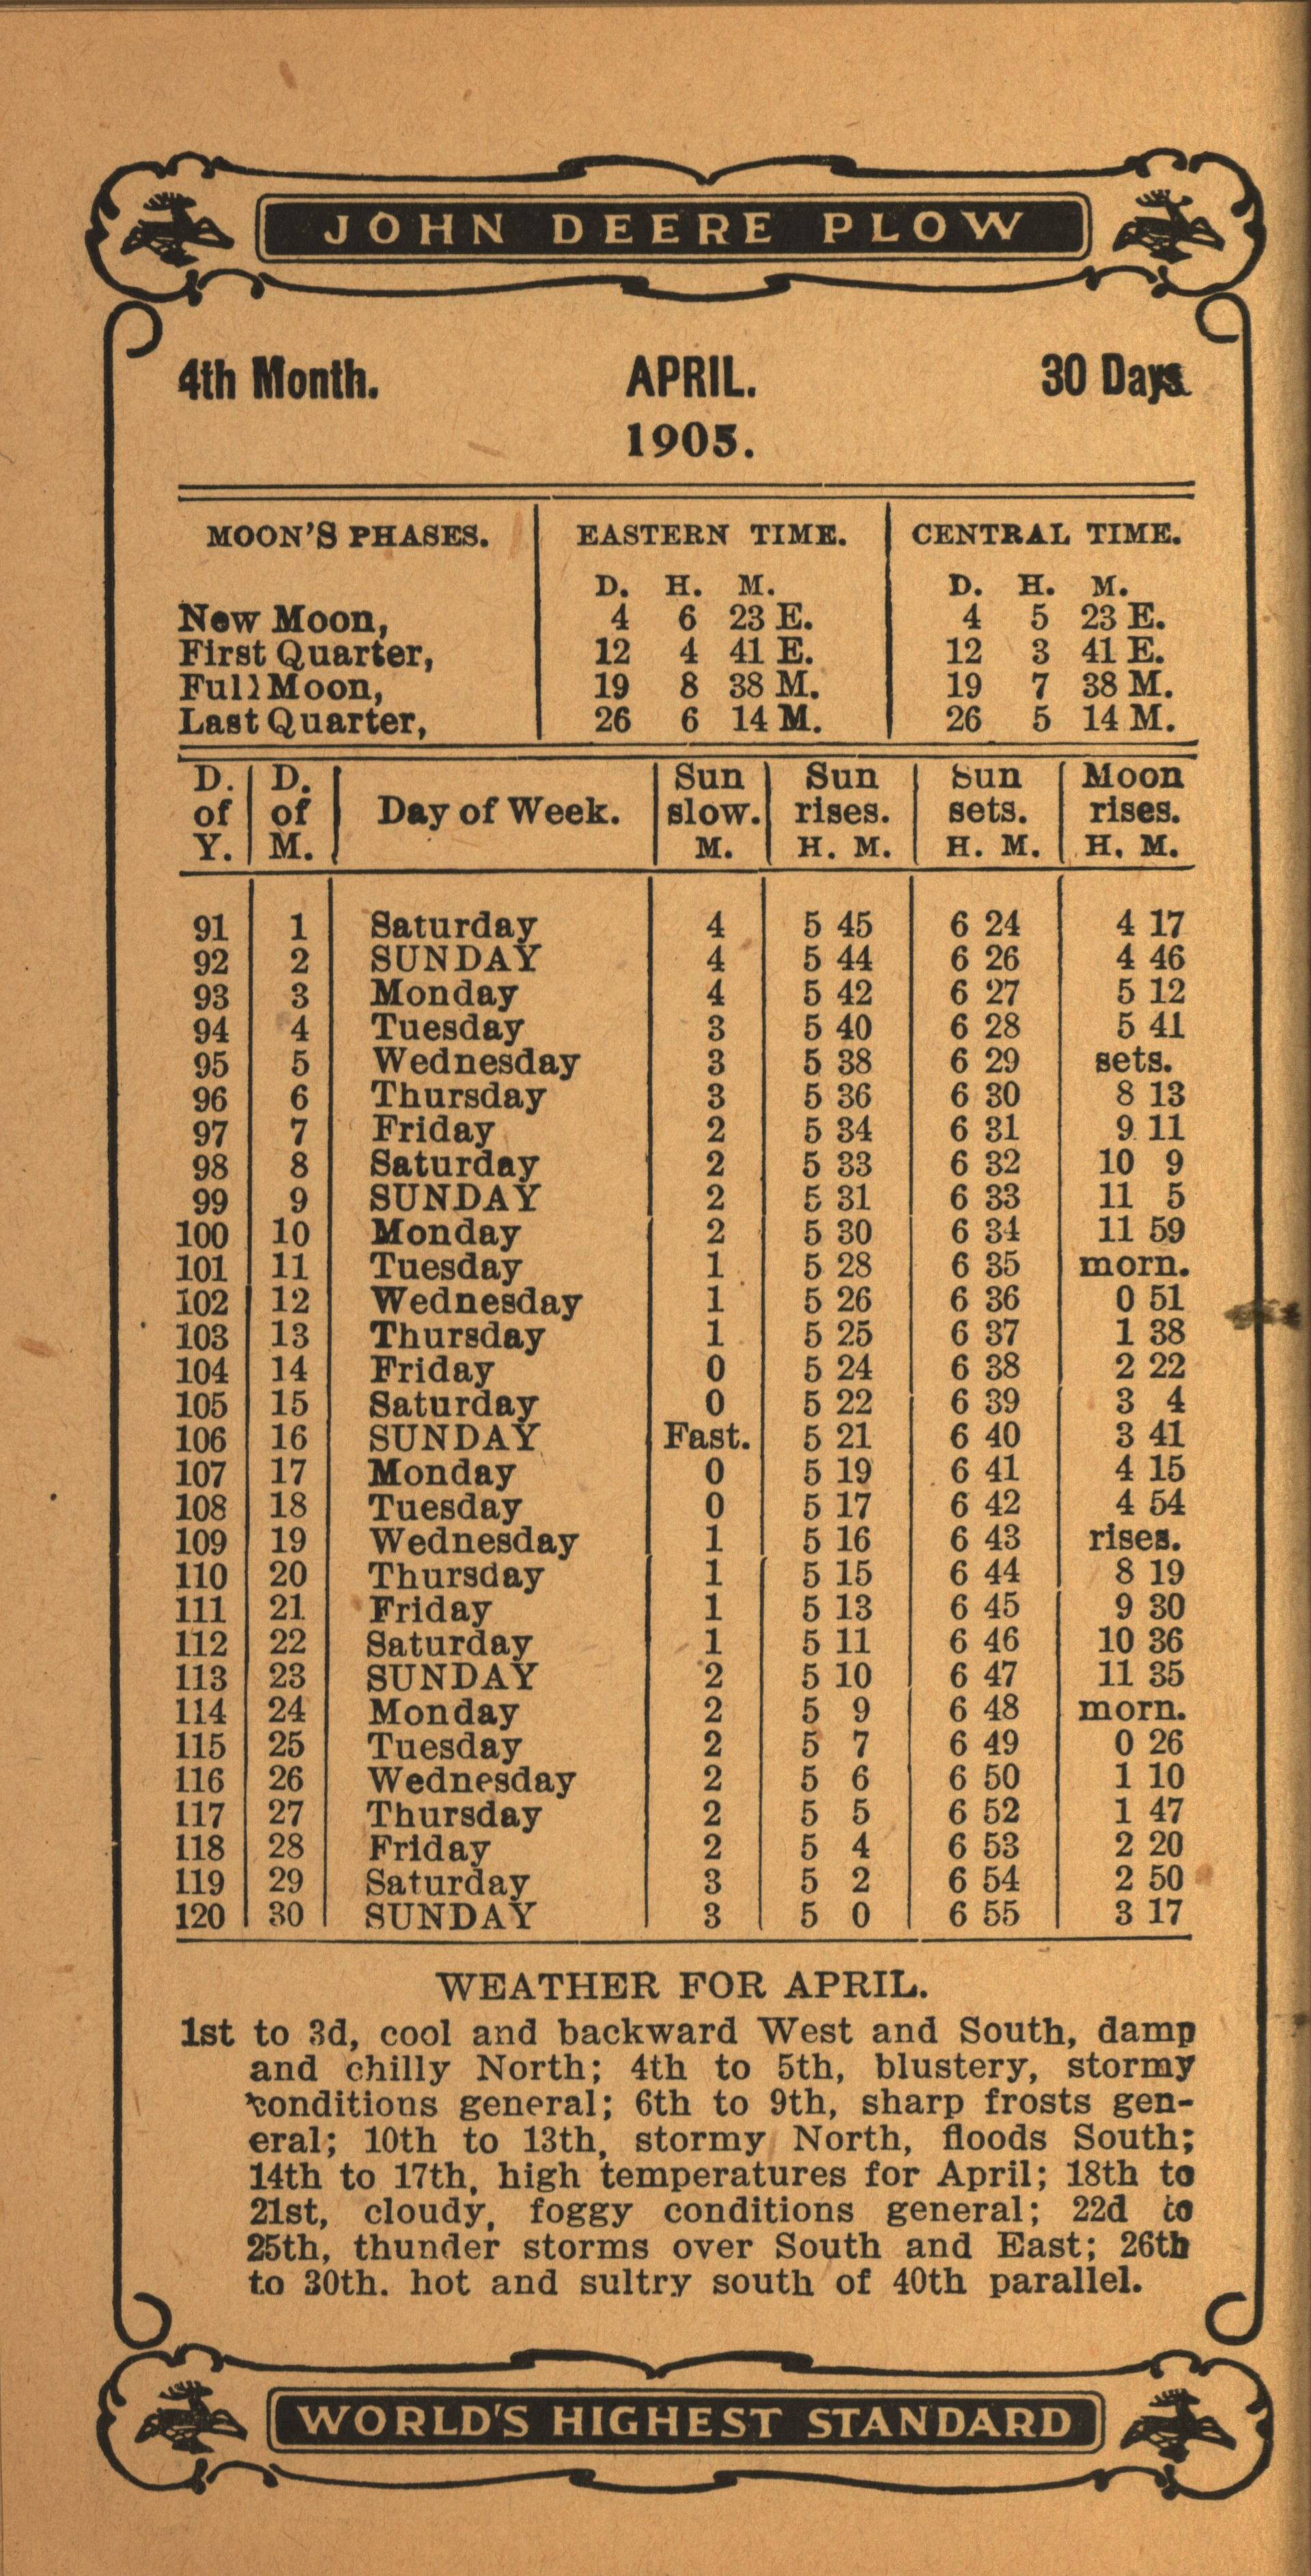 JOHN DEERE PLOW
4th Month. APRIL. 30 Days.
1905.
MOON'S PHASES. EASTERN TIME. CENTRAL TIME.
D. H. M. D. H. M.
New Moon, 4 6 23 E. 4 5 23 E.
First Quarter, 12 4 41 E. 12 3 41 E.
Full Moon, 19 8 38 M. 19 7 38 M.
Last Quarter, 26 6 14 M. 26 5 14 M.
D. D. Sun Sun Sun Moon
of of Day of Week. slow. rises. sets. rises.
Y. M. M. H. M. H. M. H. M.
91 1 Saturday 4 5 45 6 24 4 17
92 2 SUNDAY 4 5 44 6 26 4 46
93 3 Monday 4 5 42 6 27 5 12
94 4 Tuesday 3 5 40 6 28 5 41
95 5 Wednesday 3 5 38 6 29 sets.
96 6 Thursday 3 5 36 6 30 8 13
97 7 Friday 2 5 34 6 31 9 11
98 8 Saturday 2 5 33 6 32 10 9
99 9 SUNDAY 2 5 31 6 33 11 5
100 10 Monday 2 5 30 6 34 11 59
101 11 Tuesday 1 5 28 6 35 morn.
102 12 Wednesday 1 5 26 6 36 0 51
103 13 Thursday 1 5 25 6 37 1 38
104 14 Friday 0 5 24 6 38 2 22
105 15 Saturday 0 5 22 6 39 3 4
106 16 SUNDAY Fast. 5 21 6 40 3 41
107 17 Monday 0 5 19 6 41 4 15
108 18 Tuesday 0 5 17 6 42 4 54
109 19 Wednesday 1 5 16 6 43 rises.
110 20 Thursday 1 5 15 6 44 8 19
111 21 Friday 1 5 13 6 45 9 30
112 22 Saturday 1 5 11 6 46 10 36
113 23 SUNDAY 2 5 10 6 47 11 35
114 24 Monday 2 5 9 6 48 morn.
115 25 Tuesday 2 5 7 6 49 0 26
116 26 Wednesday 2 5 6 6 50 1 10
117 27 Thursday 2 5 5 6 52 1 47
118 28 Friday 2 5 4 6 53 2 20
119 29 Saturday 3 5 2 6 54 2 50
120 30 SUNDAY 3 5 0 6 55 3 17
WEATHER FOR APRIL.
1st to 3d, cool and backward West and South, damp
and chilly North; 4th to 5th, blustery, stormy
conditions general; 6th to 9th, sharp frosts gen-
eral; 10th to 13th, stormy North, floods South;
14th to 17th, high temperatures for April; 18th to
21st, cloudy, foggy conditions general; 22d to
25th, thunder storms over South and East; 26th
to 30th. hot and sultry south of 40th parallel.
WORLD'S HIGHEST STANDARD